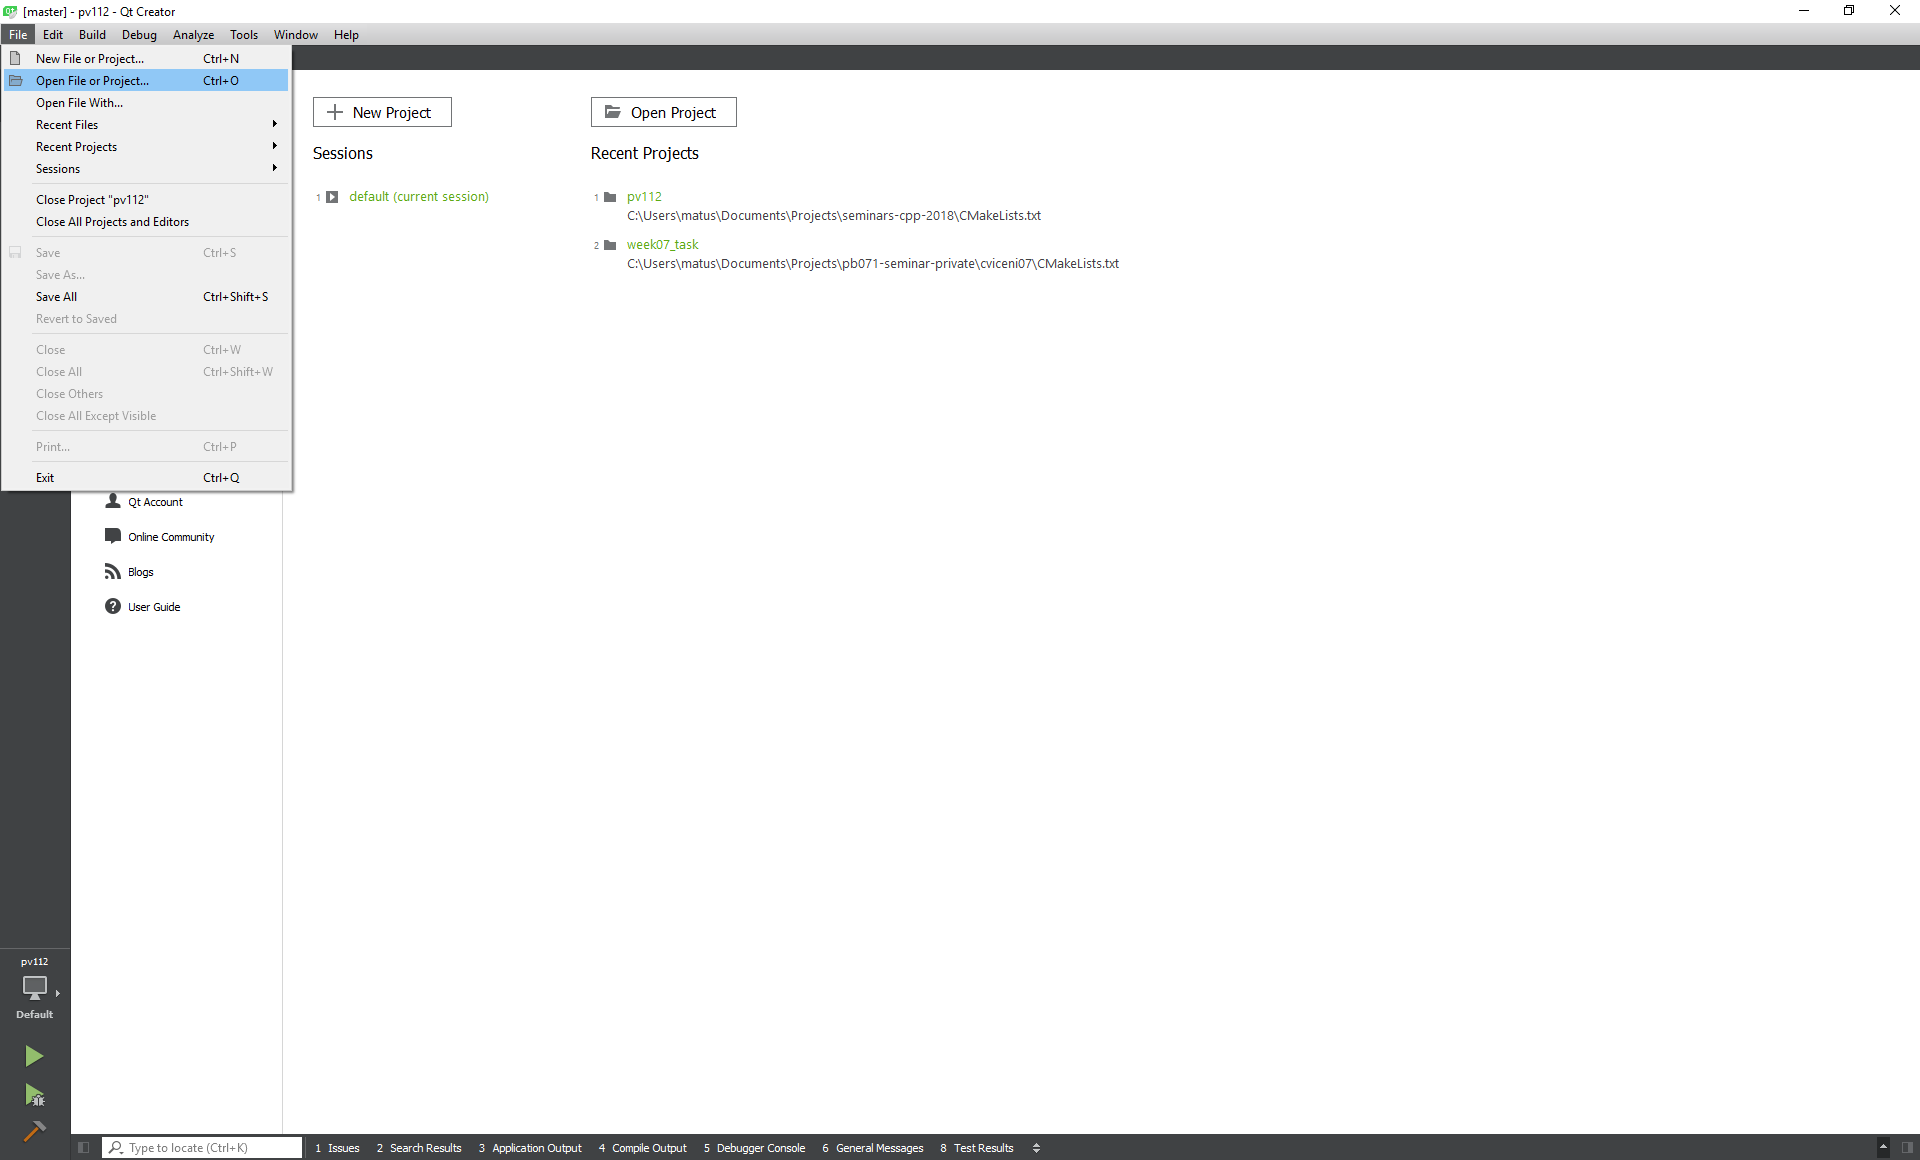 [master] - pv112 - Qt Creator
File Edit Build Debug Analyze Tools Window Help
New File or Project... Ctrl+N
Open File or Project... Ctrl+O
Open File With...
Recent Files
Recent Projects
Sessions
Close Project "pv112"
Close All Projects and Editors
Save Ctrl+S
Save As...
Save All Ctrl+Shift+S
Revert to Saved
Close Ctrl+W
Close All Ctrl+Shift+W
Close Others
Close All Except Visible
Print... Ctrl+P
Exit Ctrl+Q
Qt Account
Online Community
Blogs
User Guide
New Project
Sessions
1 default (current session)
Open Project
Recent Projects
1 pv112
C:\Users\matus\Documents\Projects\seminars-cpp-2018\CMakeLists.txt
2 week07_task
C:\Users\matus\Documents\Projects\pb071-seminar-private\cviceni07\CMakeLists.txt
pv112
Default
Type to locate (Ctrl+K) 1 Issues 2 Search Results 3 Application Output 4 Compile Output 5 Debugger Console 6 General Messages 8 Test Results